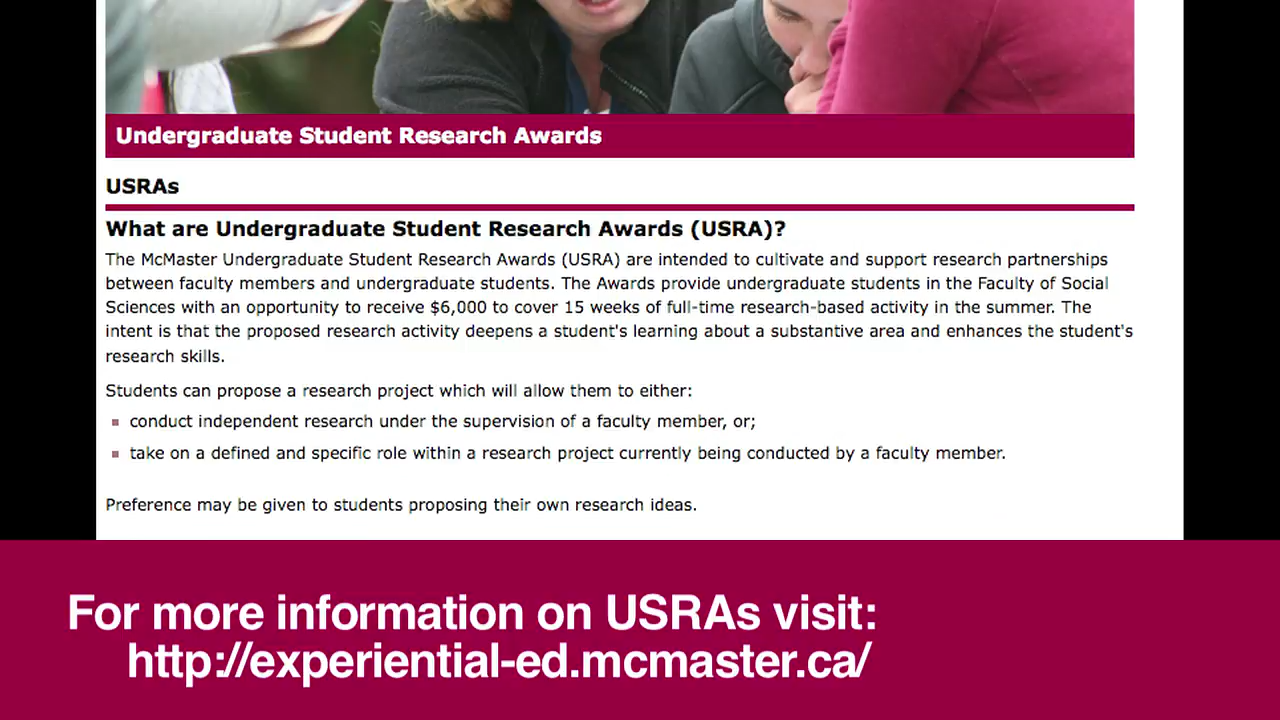 Undergraduate Student Research Awards
USRAs
What are Undergraduate Student Research Awards (USRA)?
The McMaster Undergraduate Student Research Awards (USRA) are intended to cultivate and support research partnerships
between faculty members and undergraduate students. The Awards provide undergraduate students in the Faculty of Social
Sciences with an opportunity to receive $6,000 to cover 15 weeks of full-time research-based activity in the summer. The
intent is that the proposed research activity deepens a student's learning about a substantive area and enhances the student's
research skills.
Students can propose a research project which will allow them to either:
conduct independent research under the supervision of a faculty member, or;
take on a defined and specific role within a research project currently being conducted by a faculty member.
Preference may be given to students proposing their own research ideas.
For more information on USRAs visit:
http://experiential-ed.mcmaster.ca/